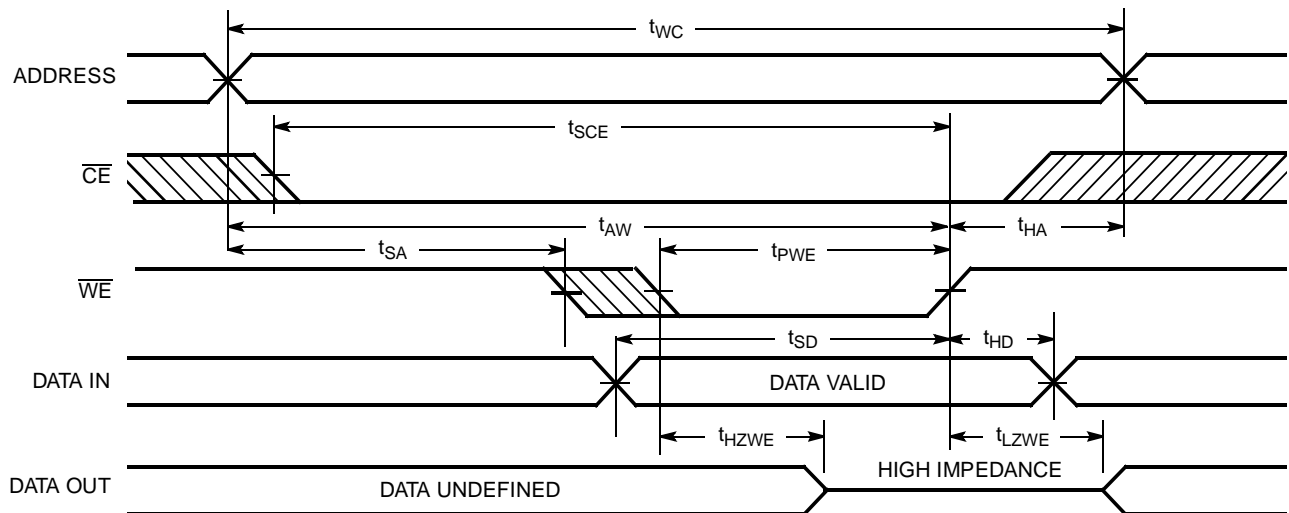 tWC
ADDRESS
tSCE
CE
tAW
tHA
tSA
tPWE
WE
tSD
tHD
DATA IN
DATA VALID
tHZWE
tLZWE
HIGH IMPEDANCE
DATA OUT
DATA UNDEFINED